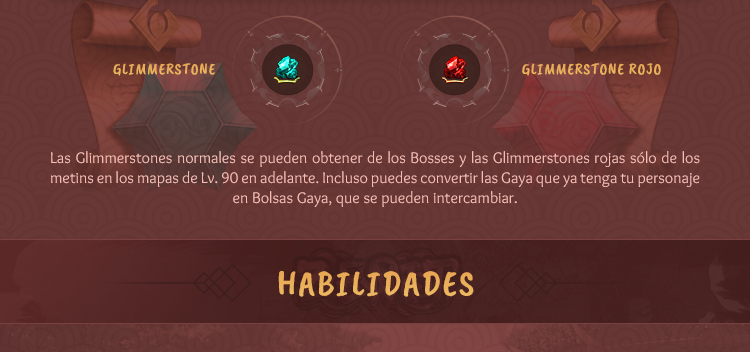 GLIMMERSTONE
GLIMMERSTONE ROJO
Las Glimmerstones normales se pueden obtener de los Bosses y las Glimmerstones rojas sólo de los
metins en los mapas de Lv. 90 en adelante. Incluso puedes convertir las Gaya que ya tenga tu personaje
en Bolsas Gaya, que se pueden intercambiar.
HABILIDADES